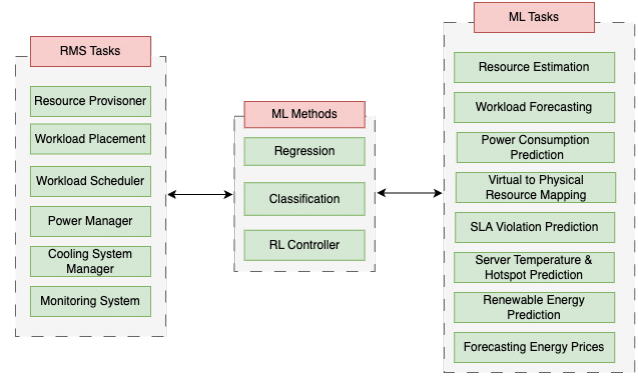 RMS Tasks
Resource Provisoner
Workload Placement
Workload Scheduler
Power Manager
Cooling System
Manager
Monitoring System
ML Methods
Regression
Classification
RL Controller
ML Tasks
Resource Estimation
Workload Forecasting
Power Consumption
Prediction
Virtual to Physical
Resource Mapping
SLA Violation Prediction
Server Temperature &
Hotspot Prediction
Renewable Energy
Prediction
Forecasting Energy Prices